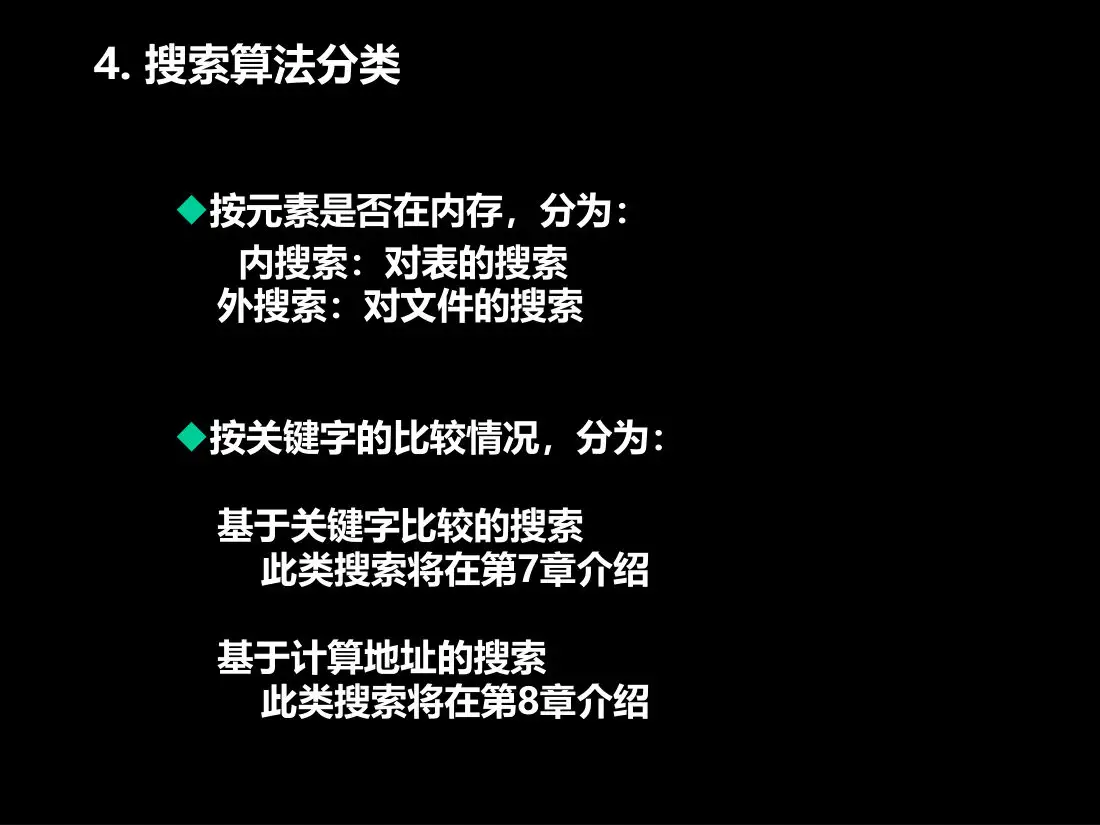 4. 搜索算法分类
◆按元素是否在内存，分为：
内搜索：对表的搜索
外搜索：对文件的搜索
◆按关键字的比较情况，分为：
基于关键字比较的搜索
此类搜索将在第7章介绍
基于计算地址的搜索
此类搜索将在第8章介绍